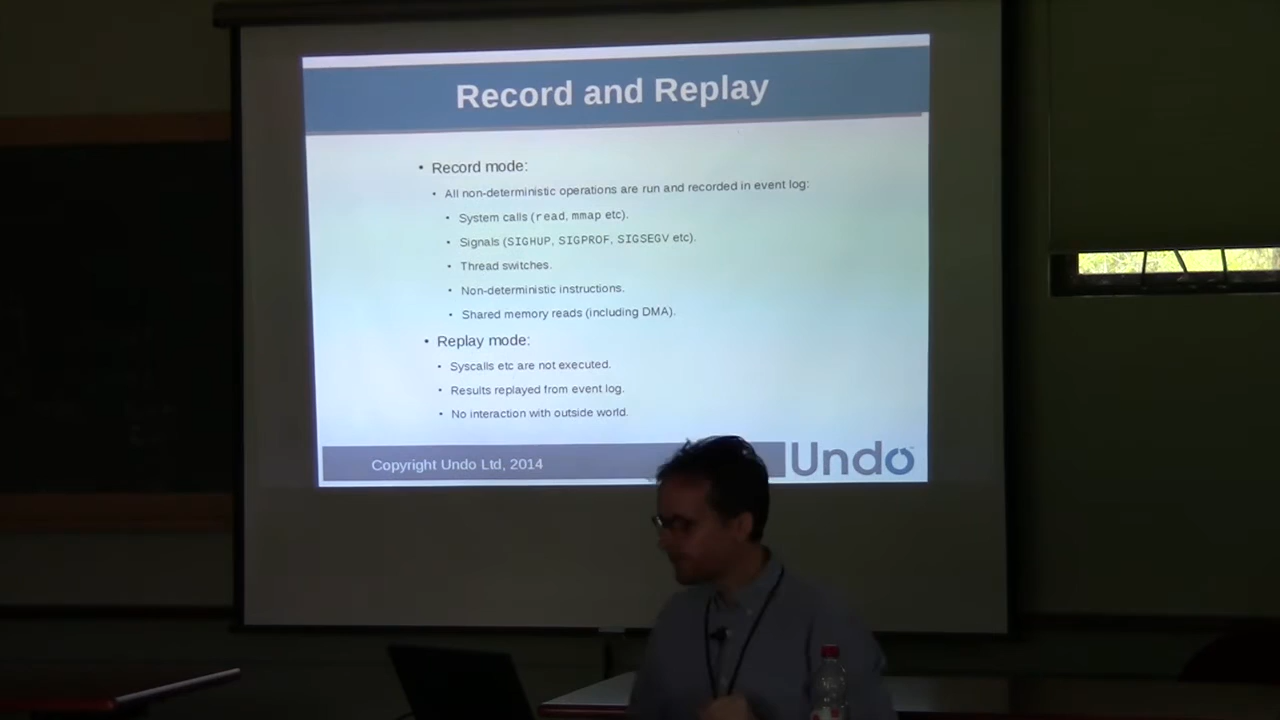 Record and Replay
• Record mode:
• All non-deterministic operations are run and recorded in event log:
• System calls (read, mmap etc).
• Signals (SIGHUP, SIGPROF, SIGSEGV etc).
• Thread switches.
• Non-deterministic instructions.
• Shared memory reads (including DMA).
• Replay mode:
• Syscalls etc are not executed.
• Results replayed from event log.
• No interaction with outside world.
Copyright Undo Ltd, 2014
Undo